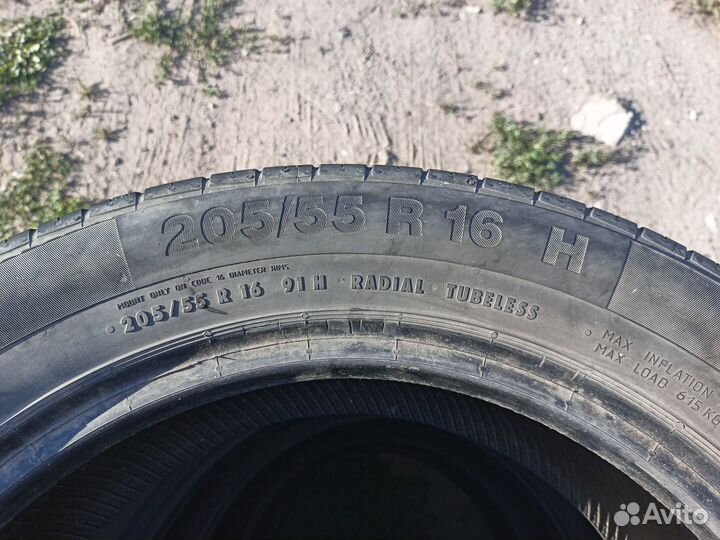 205/55 R 16 H
MOUNT ONLY ON CODE 16 DIAMETER RIMS
· 205/55 R 16 91 H · RADIAL · TUBELESS
· MAX INFLATION
MAX LOAD 615 KG
Avito